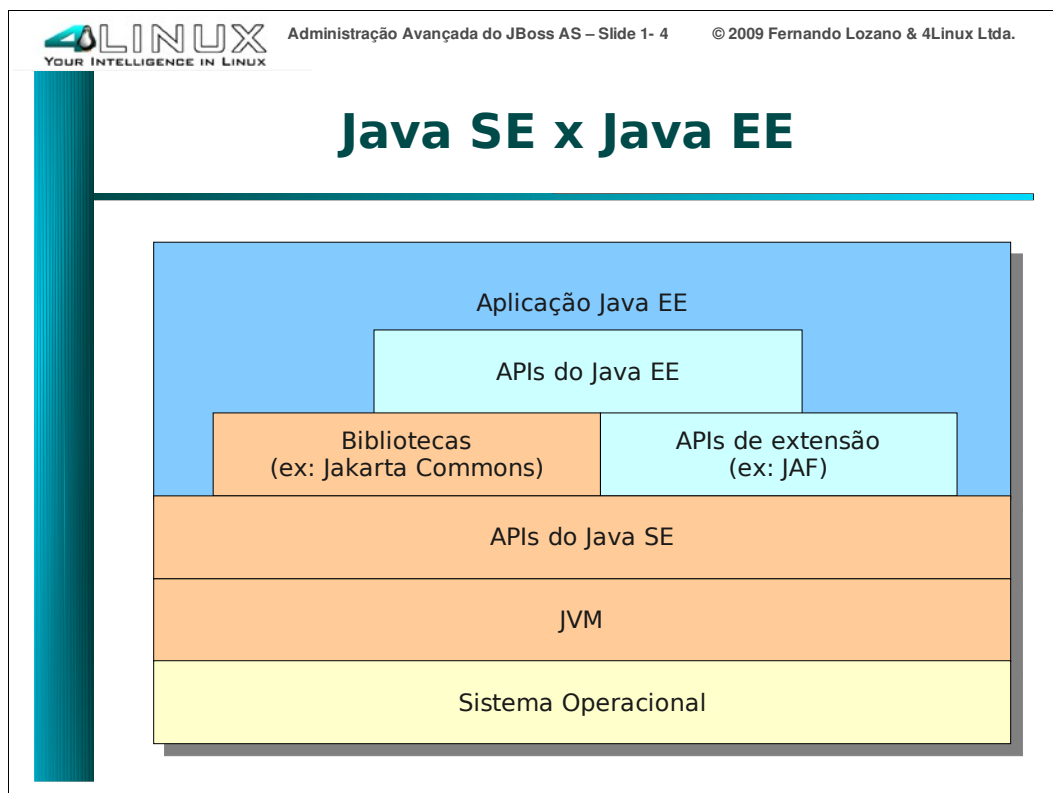 4LINUX
YOUR INTELLIGENCE IN LINUX
Administração Avançada do JBoss AS – Slide 1- 4 © 2009 Fernando Lozano & 4Linux Ltda.
Java SE x Java EE
Aplicação Java EE
APIs do Java EE
Bibliotecas
(ex: Jakarta Commons)
APIs de extensão
(ex: JAF)
APIs do Java SE
JVM
Sistema Operacional